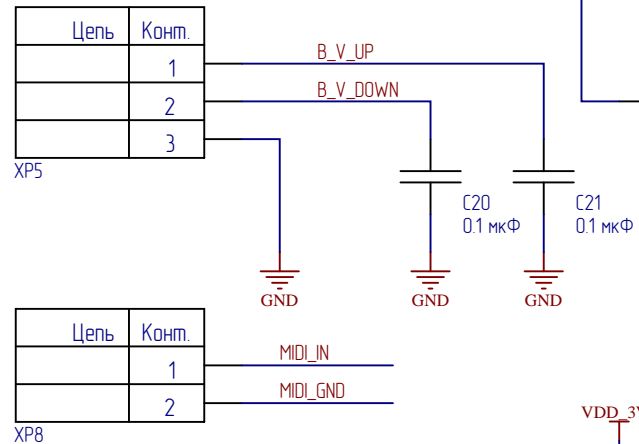 Цепь Конт.
1
B_V_UP
2
B_V_DOWN
3
XP5
C20
0.1 мкФ
C21
0.1 мкФ
GND
GND
GND
Цепь Конт.
1
MIDI_IN
2
MIDI_GND
XP8